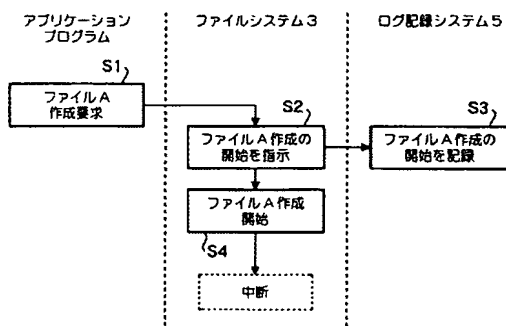 アプリケーション
プログラム
ファイルシステム3
ログ記録システム5
S1
ファイルA
作成要求
S2
ファイルA作成の
開始を指示
S3
ファイルA作成の
開始を記録
ファイルA作成
開始
S4
中断